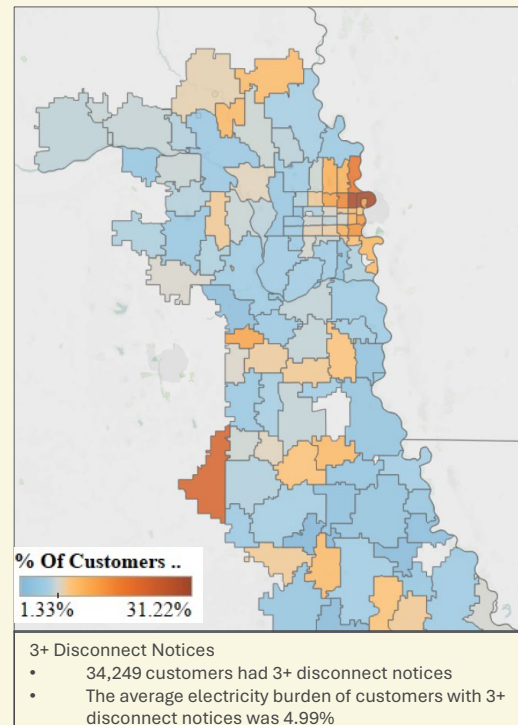 % Of Customers ..
1.33% 31.22%
3+ Disconnect Notices
• 34,249 customers had 3+ disconnect notices
• The average electricity burden of customers with 3+
disconnect notices was 4.99%